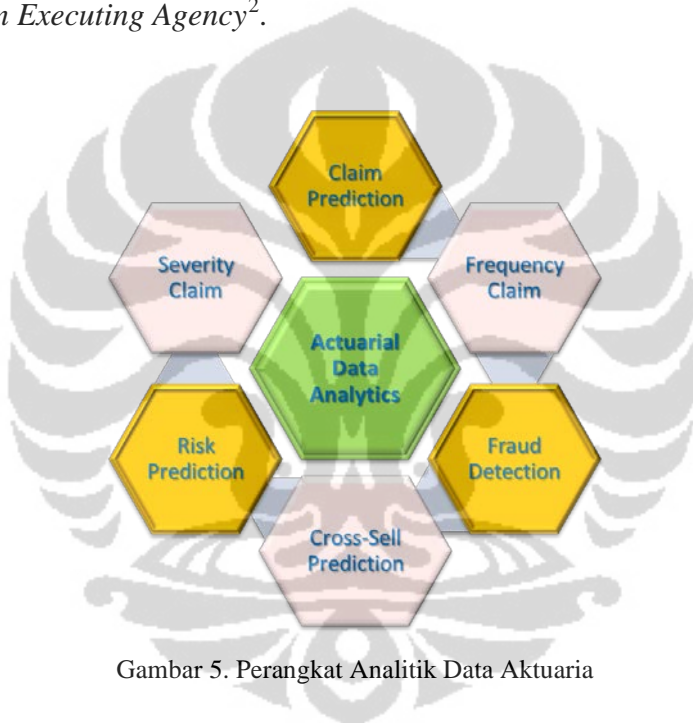 n Executing Agency².
Claim
Prediction
Severity
Claim
Frequency
Claim
Actuarial
Data
Analytics
Risk
Prediction
Fraud
Detection
Cross-Sell
Prediction
Gambar 5. Perangkat Analitik Data Aktuaria